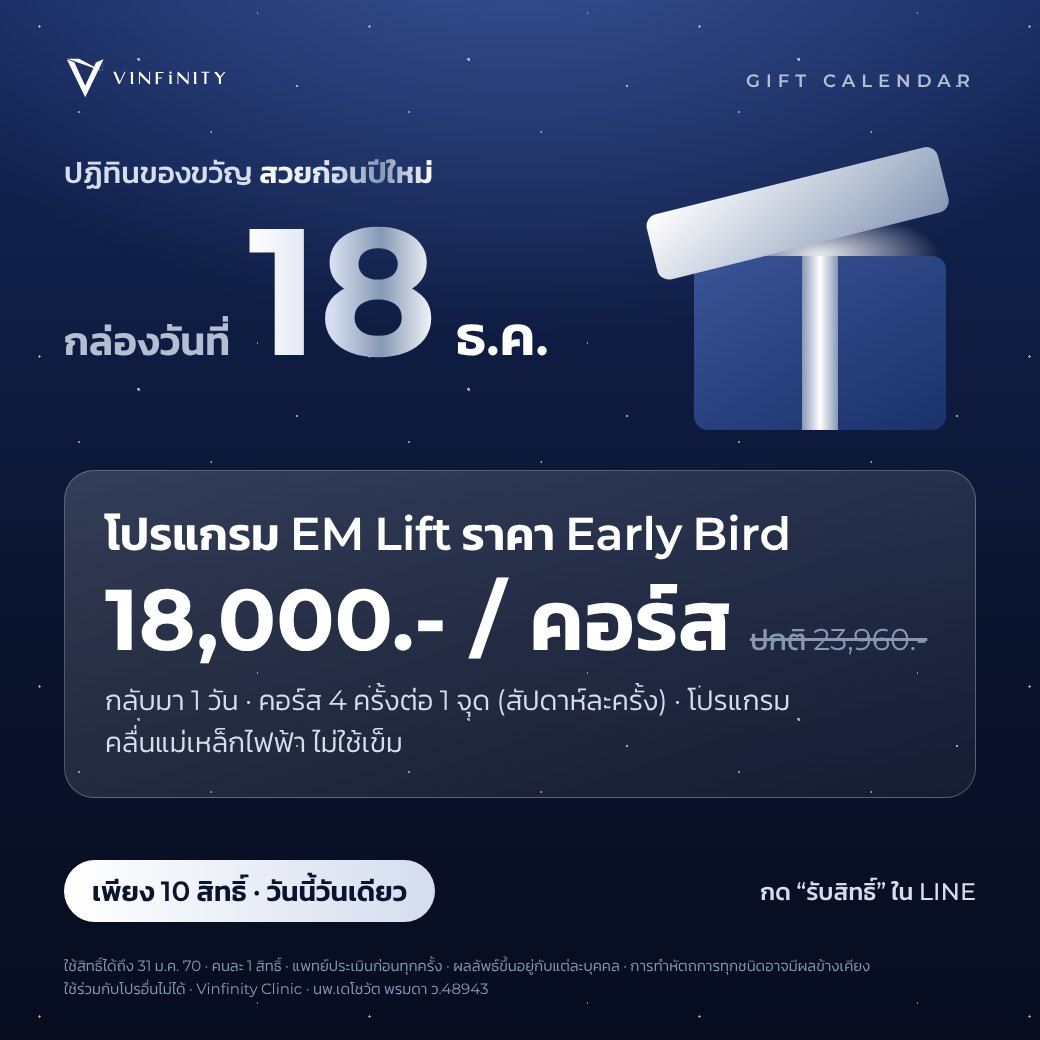 VINFiNITY
GIFT CALENDAR
ปฏิทินของขวัญ สวยก่อนปีใหม่
กล่องวันที่ 18 ธ.ค.
โปรแกรม EM Lift ราคา Early Bird
18,000.- / คอร์ส ปกติ 23,960.-
กลับมา 1 วัน · คอร์ส 4 ครั้งต่อ 1 จุด (สัปดาห์ละครั้ง) · โปรแกรม
คลื่นแม่เหล็กไฟฟ้า ไม่ใช้เข็ม
เพียง 10 สิทธิ์ · วันนี้วันเดียว
กด “รับสิทธิ์” ใน LINE
ใช้สิทธิ์ได้ถึง 31 ม.ค. 70 · คนละ 1 สิทธิ์ · แพทย์ประเมินก่อนทุกครั้ง · ผลลัพธ์ขึ้นอยู่กับแต่ละบุคคล · การทำหัตถการทุกชนิดอาจมีผลข้างเคียง
ใช้ร่วมกับโปรอื่นไม่ได้ · Vinfinity Clinic · นพ.เดโชวัต พรมดา ว.48943